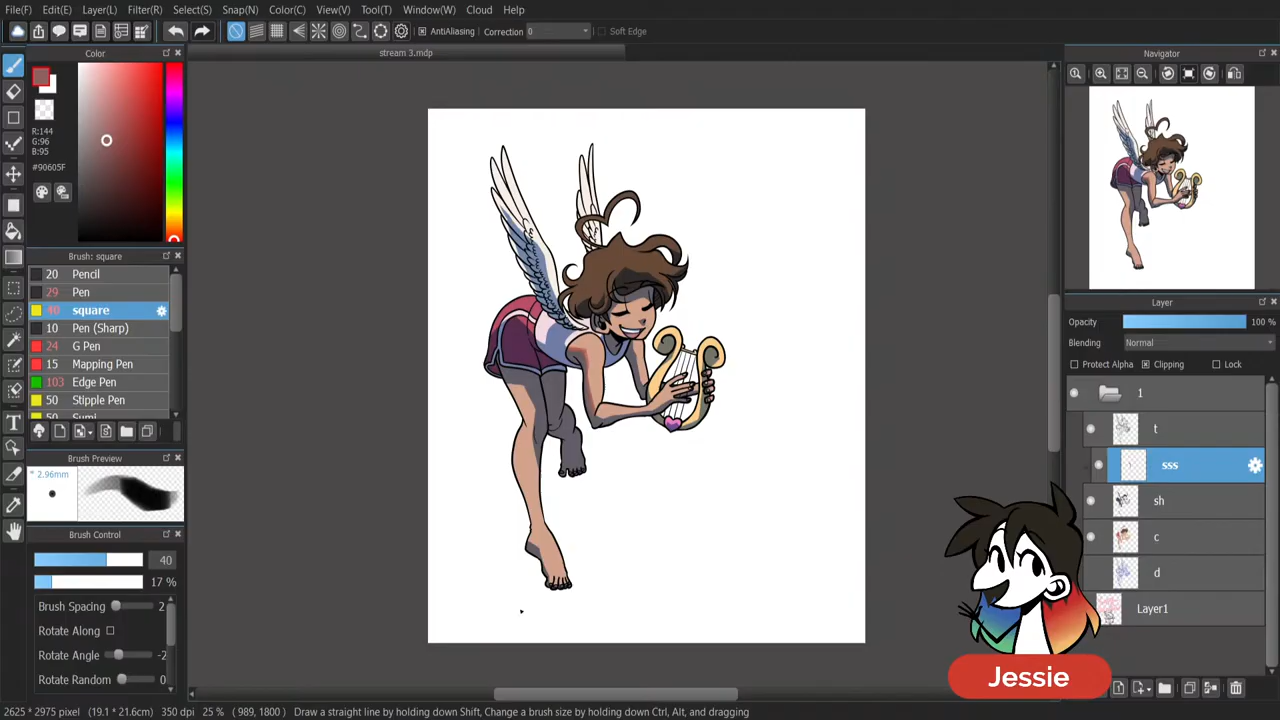 File(F) Edit(E) Layer(L) Filter(R) Select(S) Snap(N) Color(C) View(V) Tool(T) Window(W) Cloud Help
AntiAliasing Correction 0 Soft Edge
Color
stream 3.mdp
Navigator
R:144
G:96
B:95
#90605F
Brush: square
20 Pencil
29 Pen
40 square
10 Pen (Sharp)
24 G Pen
15 Mapping Pen
103 Edge Pen
50 Stipple Pen
50 Sumi
Brush Preview
* 2.96mm
Brush Control
40
17 %
Brush Spacing 2
Rotate Along
Rotate Angle -2
Rotate Random 0
Layer
Opacity 100 %
Blending Normal
Protect Alpha Clipping Lock
1
t
sss
sh
c
d
Layer1
Jessie
2625 * 2975 pixel (19.1 * 21.6cm) 350 dpi 25 % ( 989, 1800 ) Draw a straight line by holding down Shift, Change a brush size by holding down Ctrl, Alt, and dragging